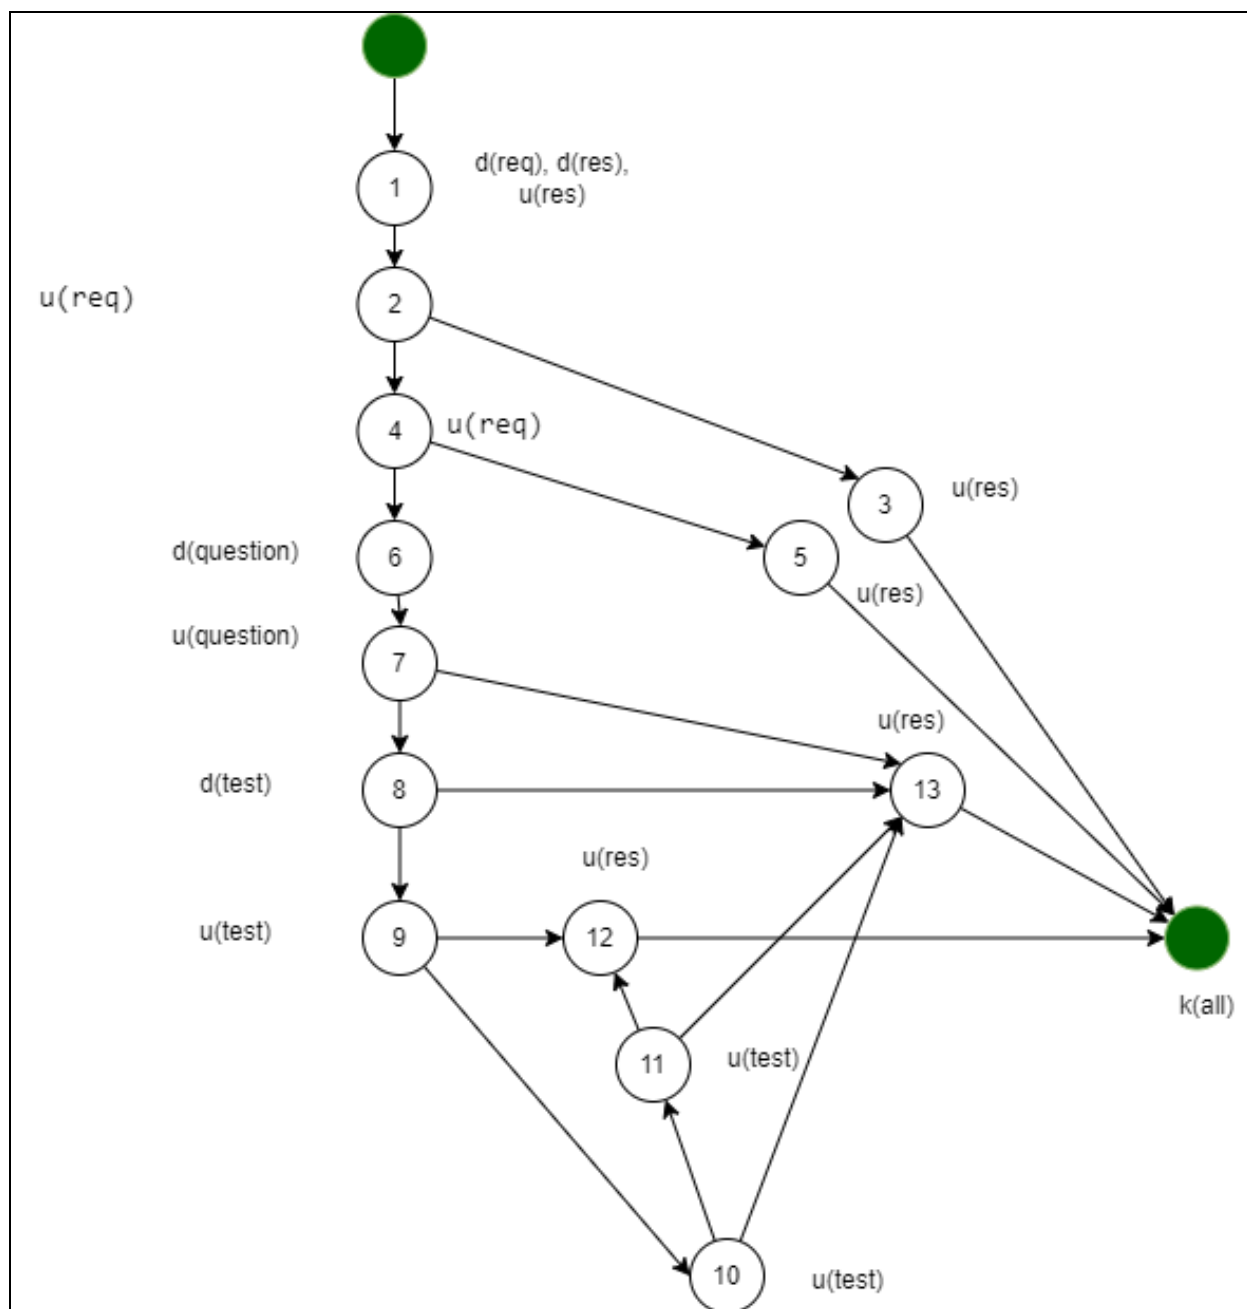 1
d(req), d(res),
u(res)
u(req)
2
4
u(req)
3
u(res)
d(question)
6
5
u(res)
u(question)
7
u(res)
d(test)
8
13
u(res)
u(test)
9
12
k(all)
11
u(test)
10
u(test)